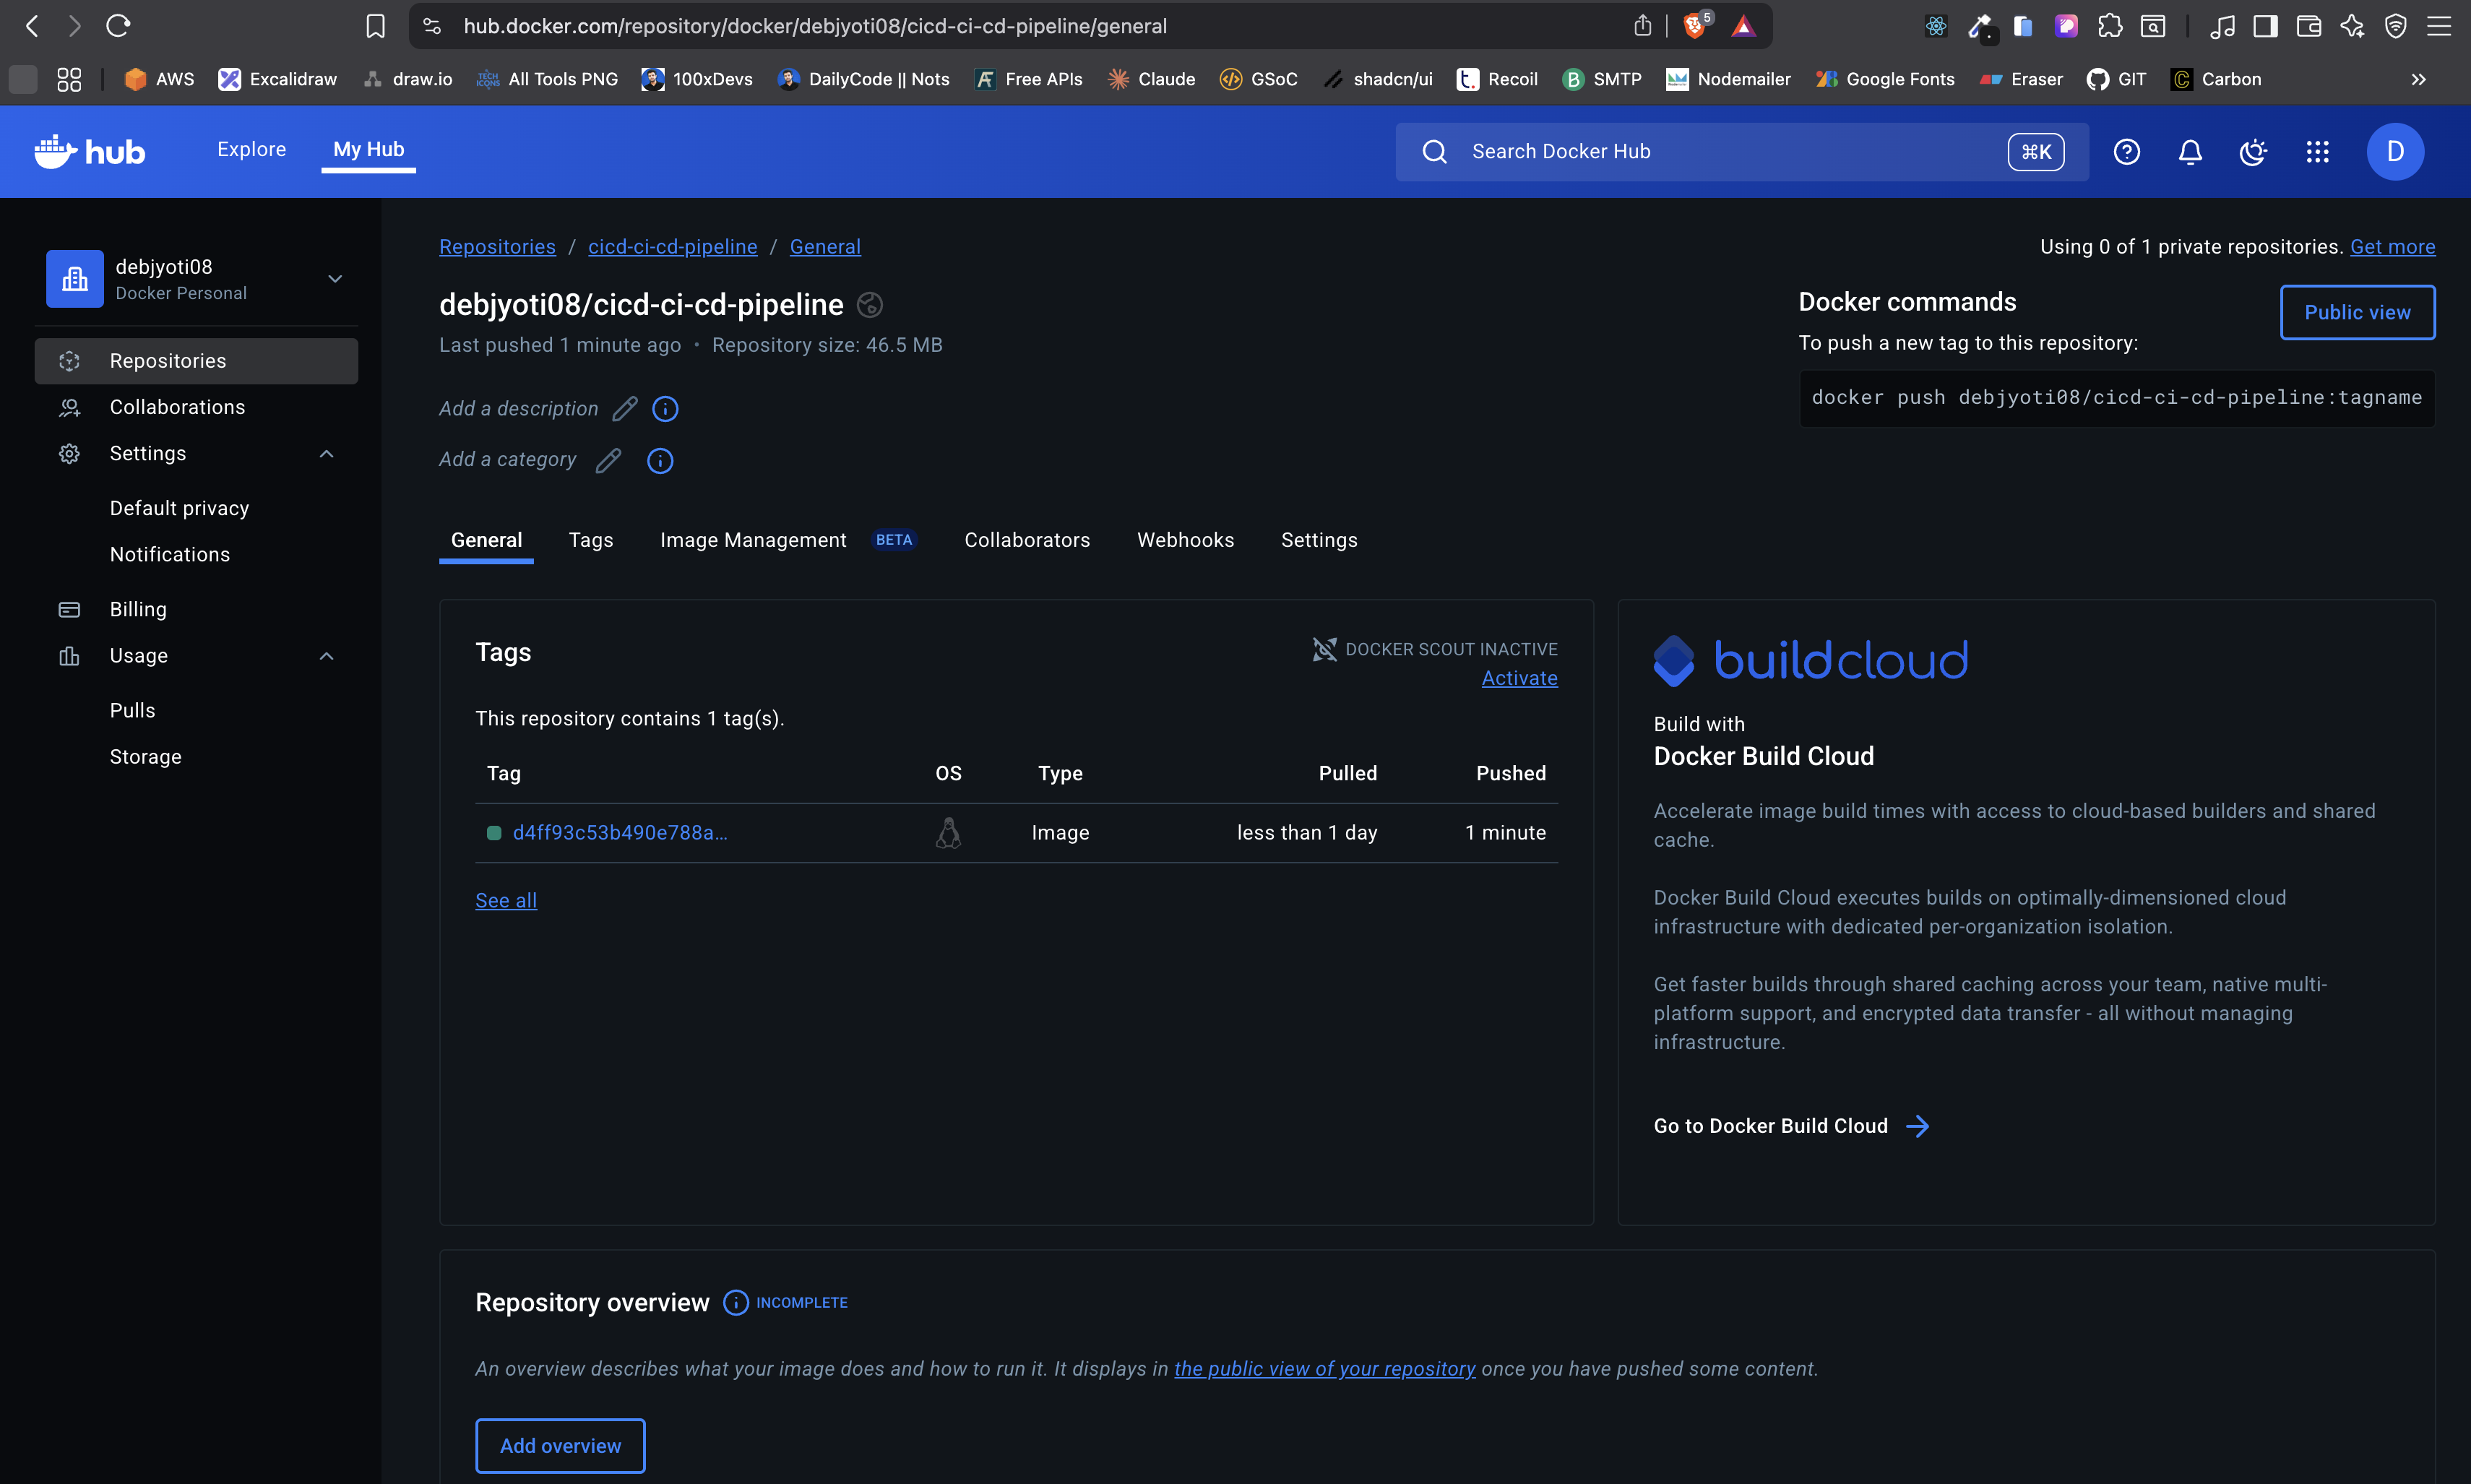 hub.docker.com/repository/docker/debjyoti08/cicd-ci-cd-pipeline/general
5
AWS Excalidraw draw.io TECH ICONS All Tools PNG 100xDevs DailyCode || Nots Free APIs Claude GSoC shadcn/ui Recoil SMTP Nodemailer Google Fonts Eraser GIT Carbon
hub Explore My Hub Search Docker Hub ⌘K D
debjyoti08
Docker Personal
Repositories
Collaborations
Settings
Default privacy
Notifications
Billing
Usage
Pulls
Storage
Repositories / cicd-ci-cd-pipeline / General
Using 0 of 1 private repositories. Get more
debjyoti08/cicd-ci-cd-pipeline
Last pushed 1 minute ago • Repository size: 46.5 MB
Add a description
Add a category
Docker commands
Public view
To push a new tag to this repository:
docker push debjyoti08/cicd-ci-cd-pipeline:tagname
General Tags Image Management BETA Collaborators Webhooks Settings
Tags
DOCKER SCOUT INACTIVE
Activate
This repository contains 1 tag(s).
Tag OS Type Pulled Pushed
d4ff93c53b490e788a... Image less than 1 day 1 minute
See all
buildcloud
Build with
Docker Build Cloud
Accelerate image build times with access to cloud-based builders and shared
cache.
Docker Build Cloud executes builds on optimally-dimensioned cloud
infrastructure with dedicated per-organization isolation.
Get faster builds through shared caching across your team, native multi-
platform support, and encrypted data transfer - all without managing
infrastructure.
Go to Docker Build Cloud
Repository overview INCOMPLETE
An overview describes what your image does and how to run it. It displays in the public view of your repository once you have pushed some content.
Add overview